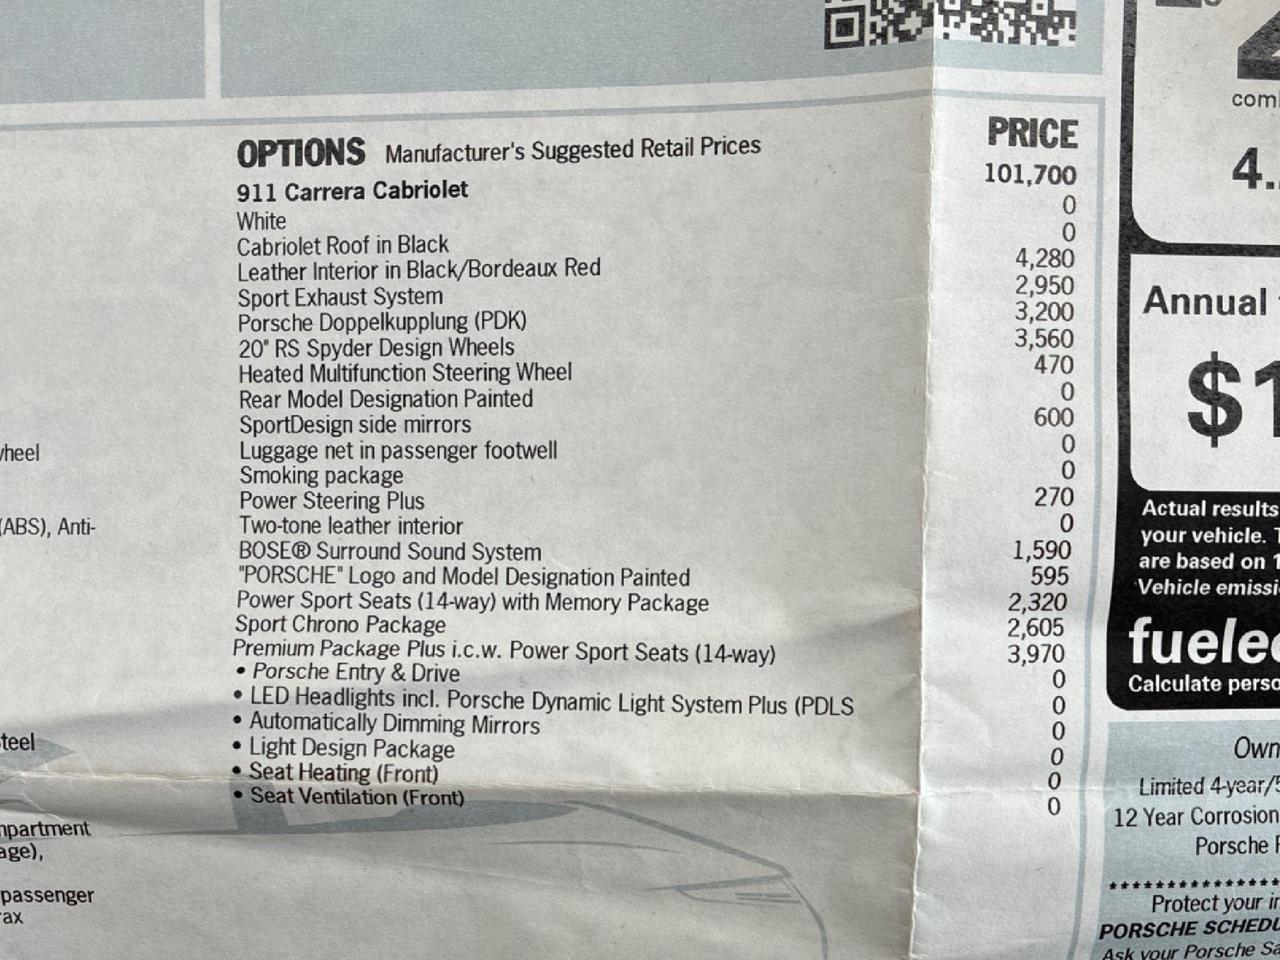 OPTIONS Manufacturer's Suggested Retail Prices PRICE
911 Carrera Cabriolet 101,700
White 0
Cabriolet Roof in Black 0
Leather Interior in Black/Bordeaux Red 4,280
Sport Exhaust System 2,950
Porsche Doppelkupplung (PDK) 3,200
20" RS Spyder Design Wheels 3,560
Heated Multifunction Steering Wheel 470
Rear Model Designation Painted 0
SportDesign side mirrors 600
Luggage net in passenger footwell 0
Smoking package 0
Power Steering Plus 270
Two-tone leather interior 0
BOSE® Surround Sound System 1,590
"PORSCHE" Logo and Model Designation Painted 595
Power Sport Seats (14-way) with Memory Package 2,320
Sport Chrono Package 2,605
Premium Package Plus i.c.w. Power Sport Seats (14-way) 3,970
• Porsche Entry & Drive 0
• LED Headlights incl. Porsche Dynamic Light System Plus (PDLS 0
• Automatically Dimming Mirrors 0
• Light Design Package 0
• Seat Heating (Front) 0
• Seat Ventilation (Front) 0
(ABS), Anti-
age),
passenger
4.
Annual
$1
Actual results
your vehicle.
are based on 1
Vehicle emissi
fuelec
Calculate perso
Own
Limited 4-year/5
12 Year Corrosion
Porsche
Protect your in
PORSCHE SCHEDU
Ask your Porsche Sa